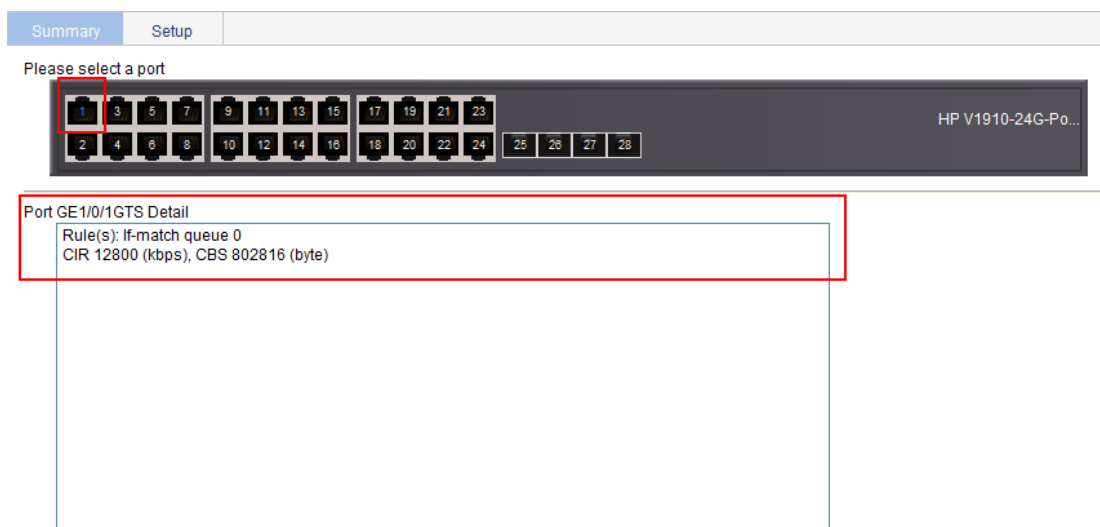 Summary Setup
Please select a port
1 3 5 7 9 11 13 15 17 19 21 23
HP V1910-24G-Po...
2 4 6 8 10 12 14 16 18 20 22 24 25 26 27 28
Port GE1/0/1GTS Detail
Rule(s): If-match queue 0
CIR 12800 (kbps), CBS 802816 (byte)